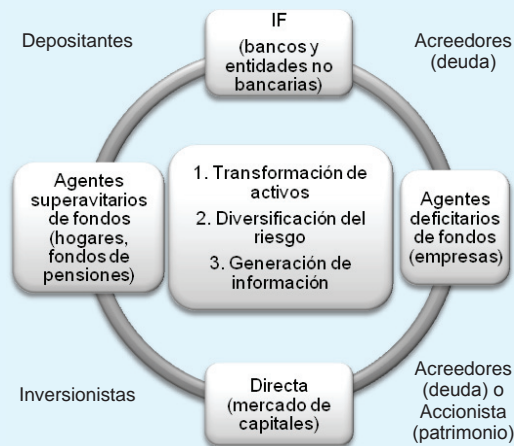 Depositantes
IF
(bancos y
entidades no
bancarias)
Acreedores
(deuda)
Agentes
superavitarios
de fondos
(hogares,
fondos de
pensiones)
1. Transformación de
activos
2. Diversificación del
riesgo
3. Generación de
información
Agentes
deficitarios
de fondos
(empresas)
Inversionistas
Directa
(mercado de
capitales)
Acreedores
(deuda) o
Accionista
(patrimonio)